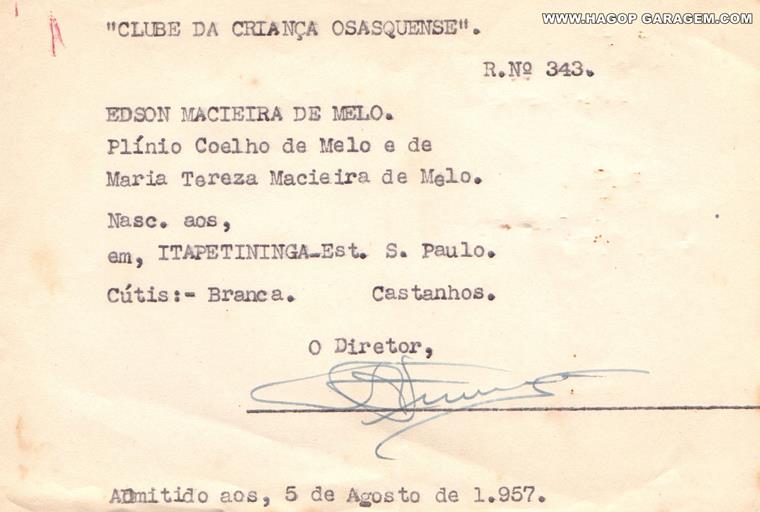 WWW.HAGOP GARAGEM.COM
"CLUBE DA CRIANÇA OSASQUENSE".
R.Nº 343.
EDSON MACIEIRA DE MELO.
Plínio Coelho de Melo e de
Maria Tereza Macieira de Melo.
Nasc. aos,
em, ITAPETININGA-Est. S. Paulo.
Cútis:- Branca. Castanhos.
O Diretor,
Admitido aos, 5 de Agosto de 1.957.